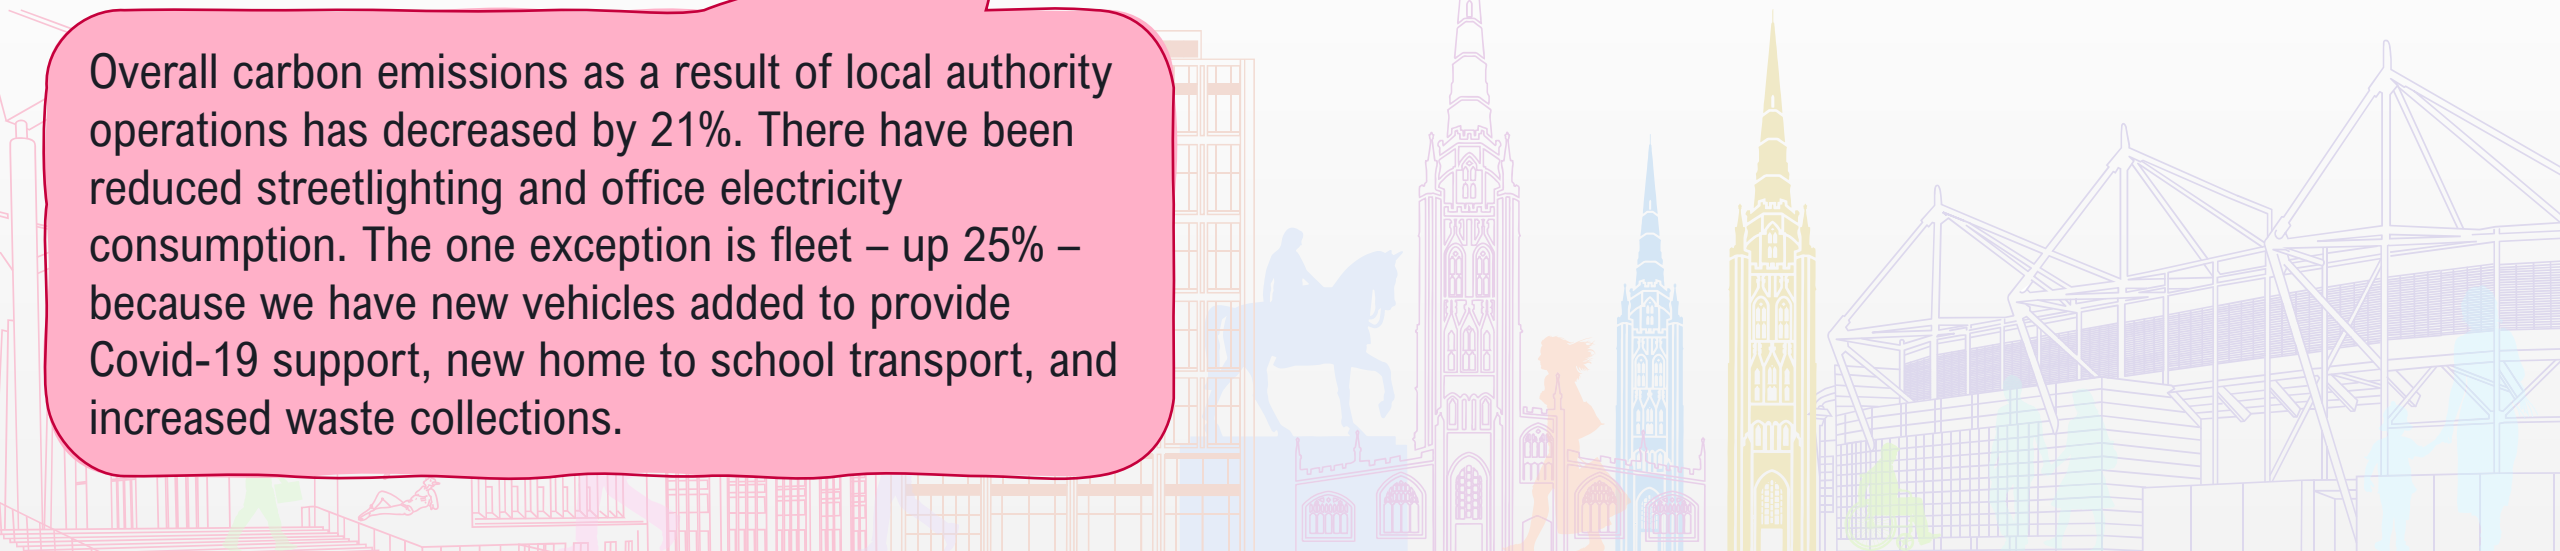 Overall carbon emissions as a result of local authority
operations has decreased by 21%. There have been
reduced streetlighting and office electricity
consumption. The one exception is fleet – up 25% –
because we have new vehicles added to provide
Covid-19 support, new home to school transport, and
increased waste collections.